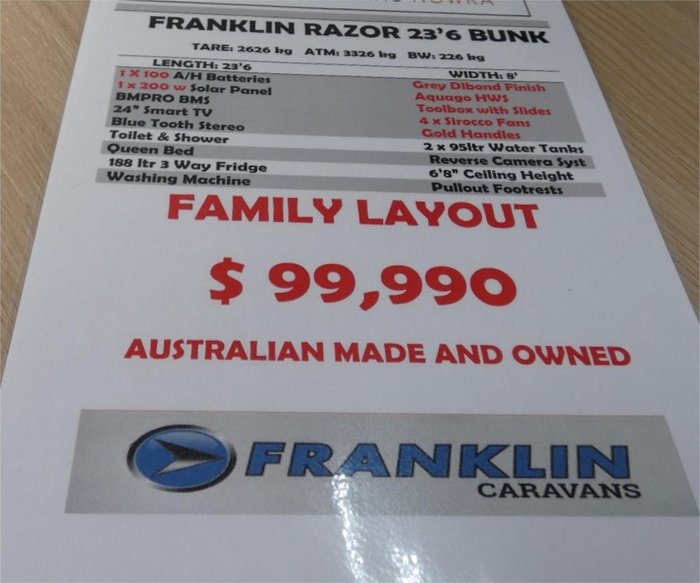 NOWRA
FRANKLIN RAZOR 23'6 BUNK
TARE: 2626 kg ATM: 3326 kg BW: 226 kg
LENGTH: 23'6
1 X 100 A/H Batteries
1 x 200 w Solar Panel
BMPRO BMS
24" Smart TV
Blue Tooth Stereo
Toilet & Shower
Queen Bed
188 ltr 3 Way Fridge
Washing Machine
WIDTH: 8'
Grey Dibond Finish
Aquago HWS
Toolbox with Slides
4 x Sirocco Fans
Gold Handles
2 x 95ltr Water Tanks
Reverse Camera Syst
6'8" Ceiling Height
Pullout Footrests
FAMILY LAYOUT
$ 99,990
AUSTRALIAN MADE AND OWNED
FRANKLIN
CARAVANS